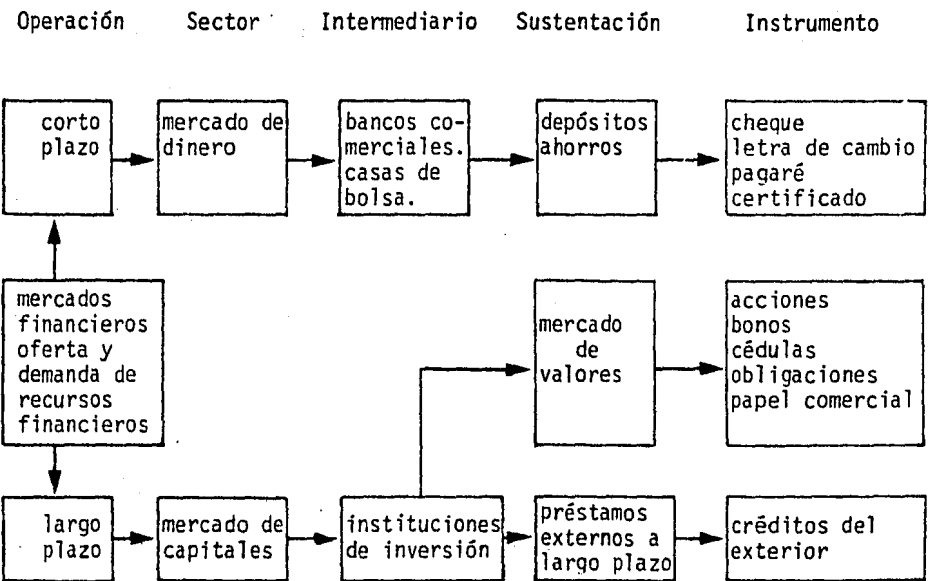 Operación Sector Intermediario Sustentación Instrumento
corto
plazo
mercado de
dinero
bancos co-
merciales.
casas de
bolsa.
depósitos
ahorros
cheque
letra de cambio
pagaré
certificado
mercados
financieros
oferta y
demanda de
recursos
financieros
mercado
de
valores
acciones
bonos
cédulas
obligaciones
papel comercial
largo
plazo
mercado de
capitales
instituciones
de inversión
préstamos
externos a
largo plazo
créditos del
exterior